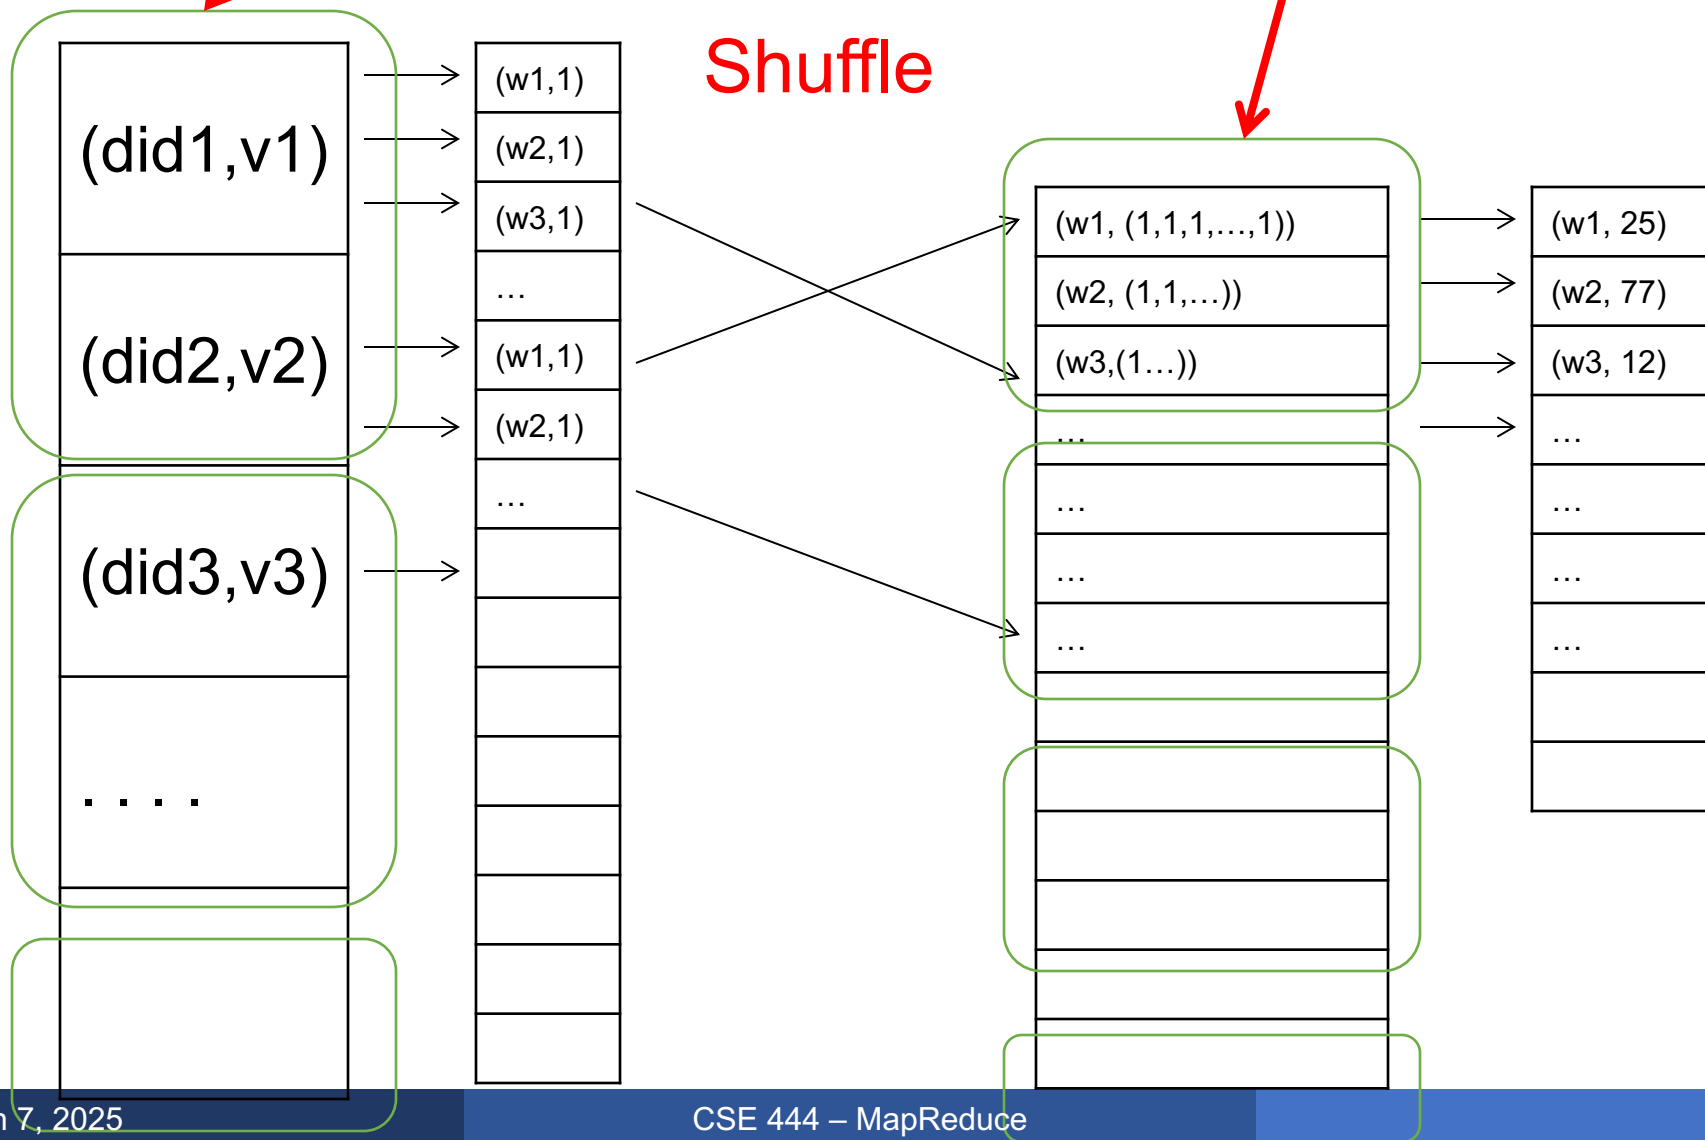 Shuffle
(did1,v1)
(did2,v2)
(did3,v3)
. . . .
(w1,1)
(w2,1)
(w3,1)
…
(w1,1)
(w2,1)
…
(w1, (1,1,1,…,1))
(w2, (1,1,…))
(w3,(1…))
…
…
…
…
(w1, 25)
(w2, 77)
(w3, 12)
…
…
…
…
7, 2025
CSE 444 – MapReduce